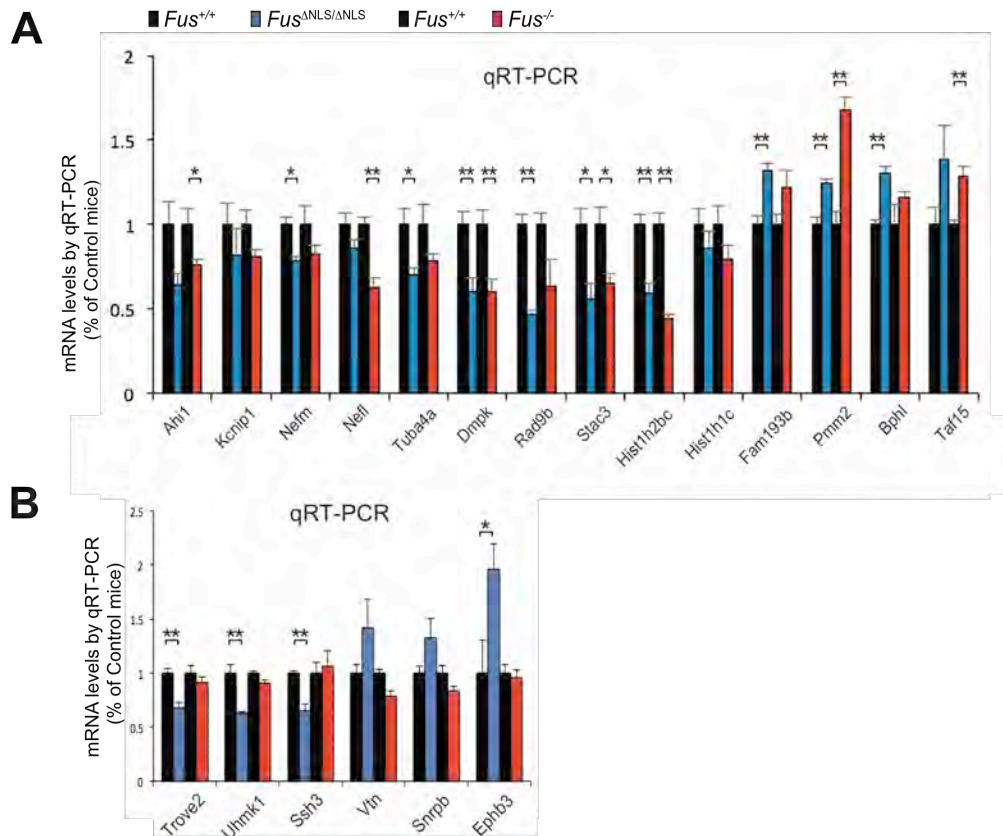 A
Fus+/+ FusΔNLS/ΔNLS Fus+/+ Fus-/-
qRT-PCR
mRNA levels by qRT-PCR
(% of Control mice)
2
1.5
1
0.5
0
* * ** * ** ** ** * * ** ** ** ** ** ** **
Ahi1 Kcnip1 Nefm Nefl Tuba4a Dmpk Rad9b Stac3 Hist1h2bc Hist1h1c Fam193b Pmm2 Bphl Taf15
B
qRT-PCR
mRNA levels by qRT-PCR
(% of Control mice)
2.5
2
1.5
1
0.5
0
** ** ** *
Trove2 Uhmk1 Ssh3 Vtn Snrpb Ephb3